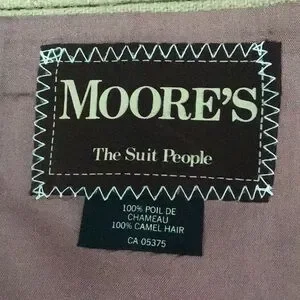 MOORE'S
The Suit People
100% POIL DE
CHAMEAU
100% CAMEL HAIR
CA 05375